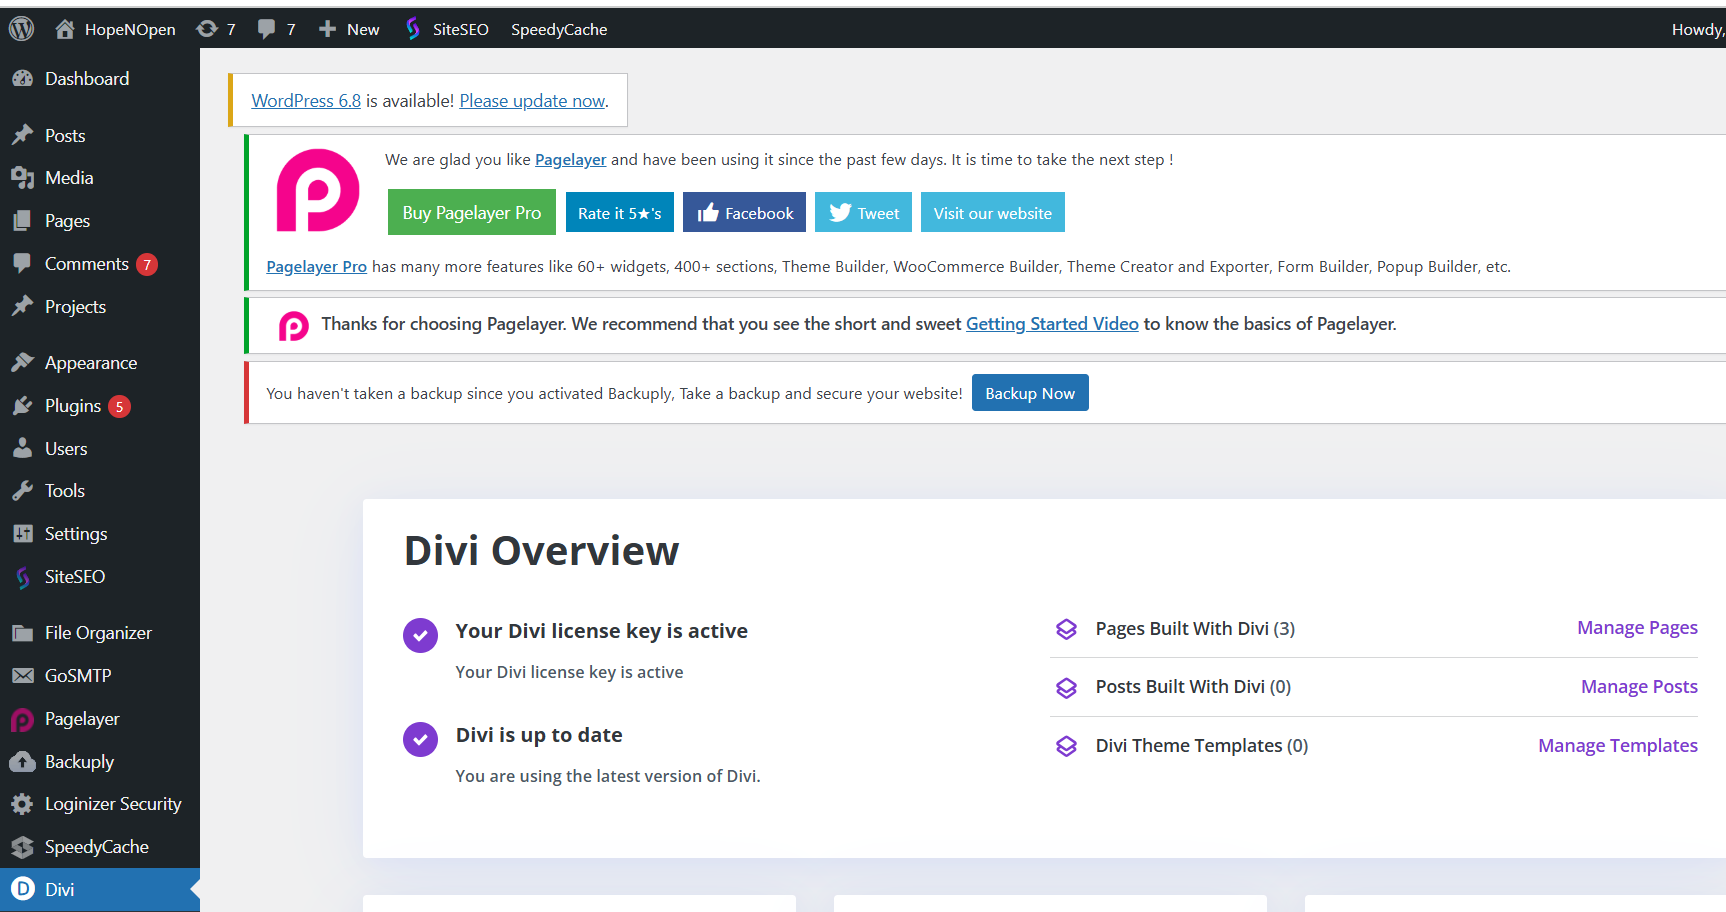 HopeNOpen 7 7 New SiteSEO SpeedyCache Howdy,
Dashboard
Posts
Media
Pages
Comments 7
Projects
Appearance
Plugins 5
Users
Tools
Settings
SiteSEO
File Organizer
GoSMTP
Pagelayer
Backuply
Loginizer Security
SpeedyCache
Divi
WordPress 6.8 is available! Please update now.
We are glad you like Pagelayer and have been using it since the past few days. It is time to take the next step !
Buy Pagelayer Pro Rate it 5★'s Facebook Tweet Visit our website
Pagelayer Pro has many more features like 60+ widgets, 400+ sections, Theme Builder, WooCommerce Builder, Theme Creator and Exporter, Form Builder, Popup Builder, etc.
Thanks for choosing Pagelayer. We recommend that you see the short and sweet Getting Started Video to know the basics of Pagelayer.
You haven't taken a backup since you activated Backuply, Take a backup and secure your website! Backup Now
Divi Overview
Your Divi license key is active
Your Divi license key is active
Divi is up to date
You are using the latest version of Divi.
Pages Built With Divi (3) Manage Pages
Posts Built With Divi (0) Manage Posts
Divi Theme Templates (0) Manage Templates